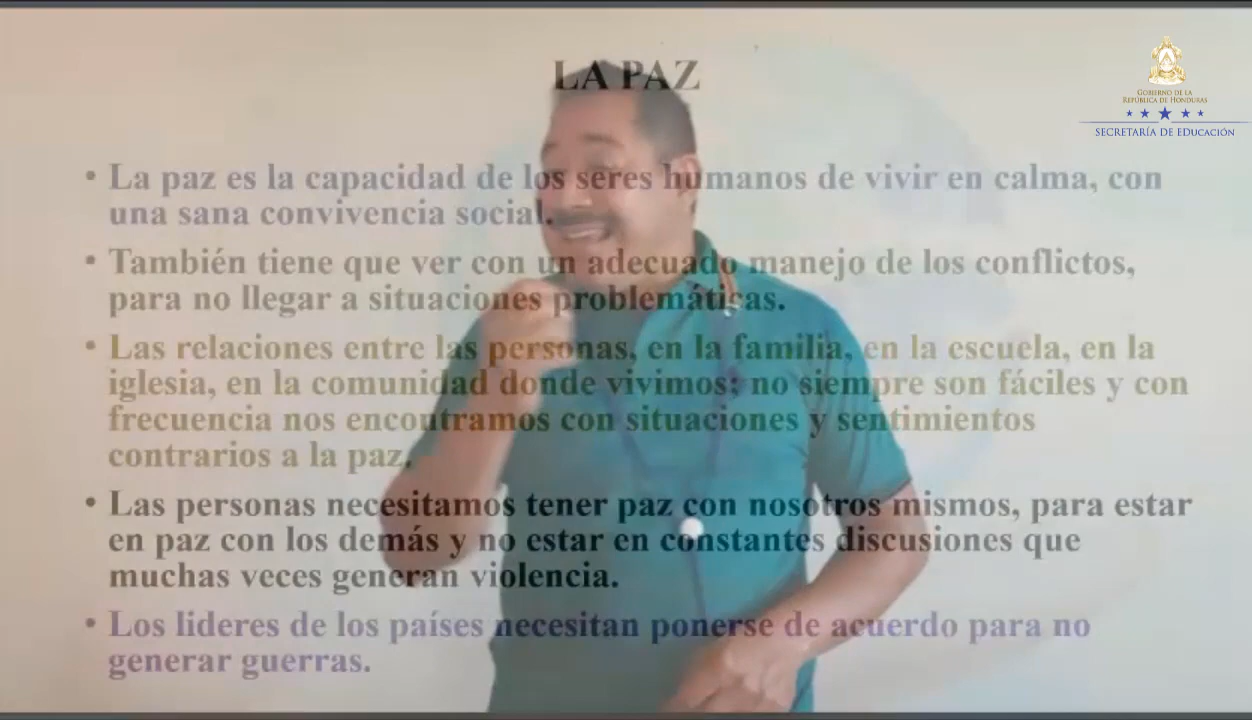 LA PAZ
GOBIERNO DE LA
REPÚBLICA DE HONDURAS
SECRETARÍA DE EDUCACIÓN
• La paz es la capacidad de los seres humanos de vivir en calma, con
una sana convivencia social.
• También tiene que ver con un adecuado manejo de los conflictos,
para no llegar a situaciones problemáticas.
• Las relaciones entre las personas, en la familia, en la escuela, en la
iglesia, en la comunidad donde vivimos; no siempre son fáciles y con
frecuencia nos encontramos con situaciones y sentimientos
contrarios a la paz.
• Las personas necesitamos tener paz con nosotros mismos, para estar
en paz con los demás y no estar en constantes discusiones que
muchas veces generan violencia.
• Los lideres de los países necesitan ponerse de acuerdo para no
generar guerras.